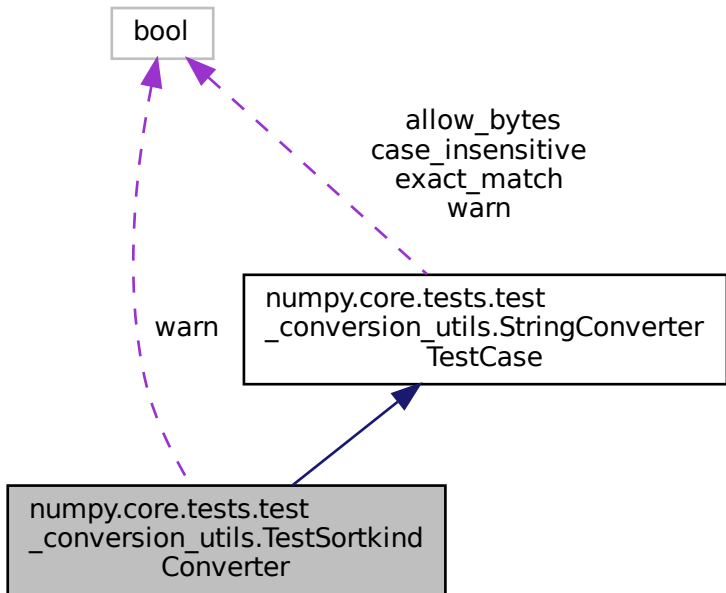 bool
allow_bytes
case_insensitive
exact_match
warn
numpy.core.tests.test
_conversion_utils.StringConverter
TestCase
warn
numpy.core.tests.test
_conversion_utils.TestSortkind
Converter